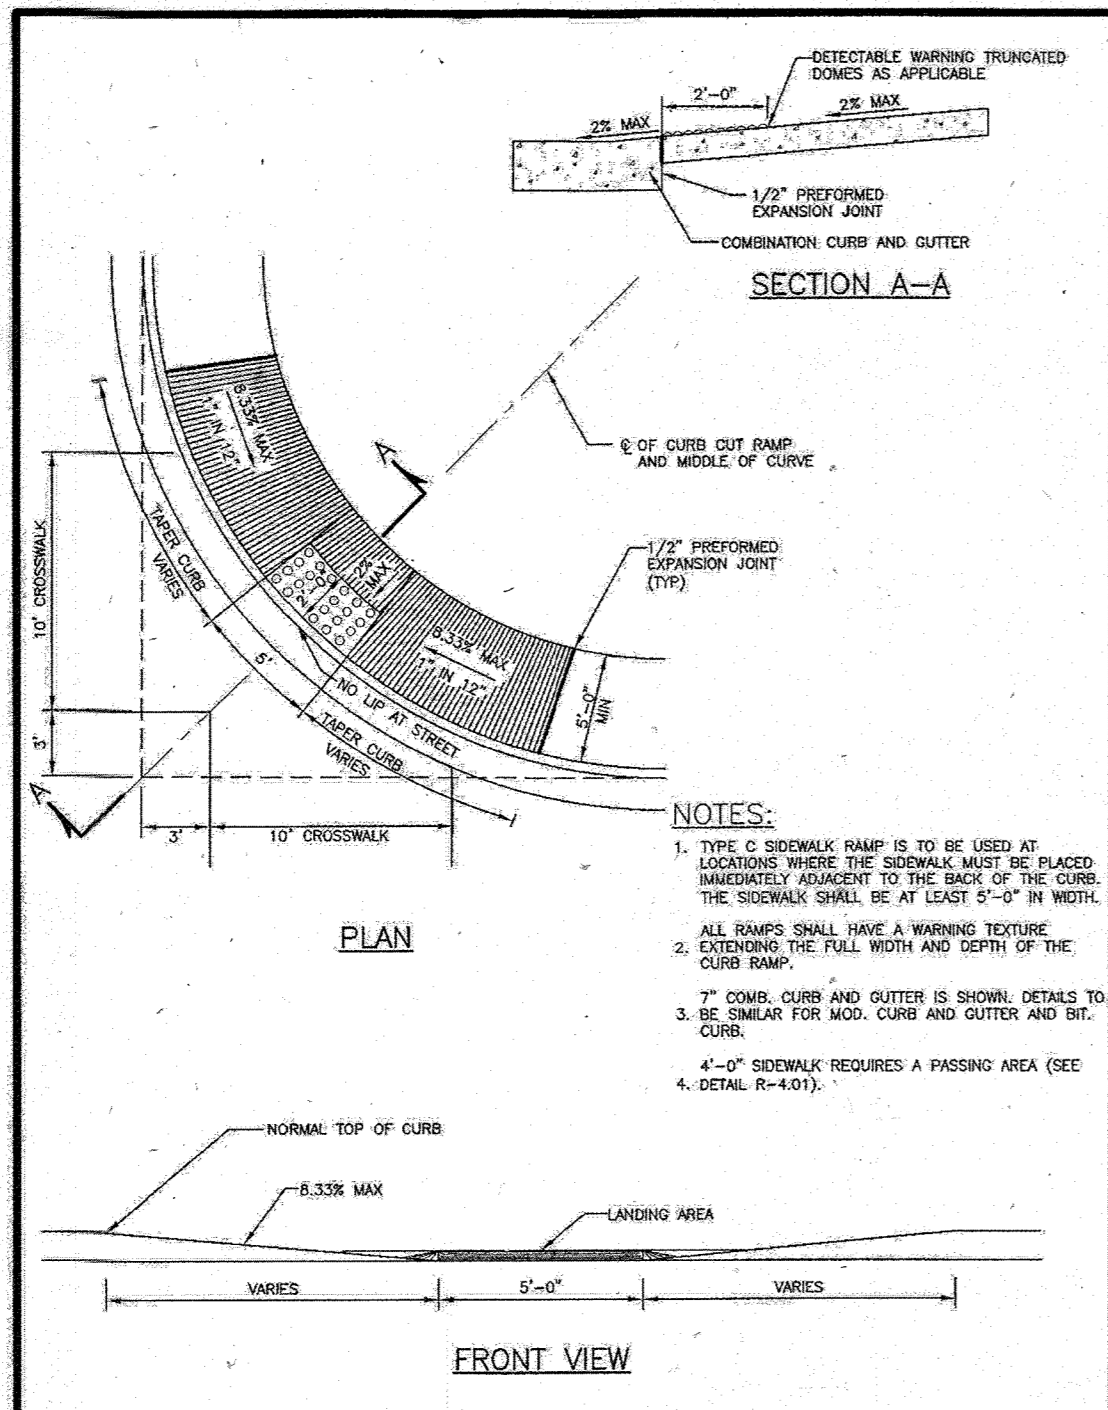 DETECTABLE WARNING TRUNCATED
DOMES AS APPLICABLE
2'-0"
2% MAX
2% MAX
1/2" PREFORMED
EXPANSION JOINT
COMBINATION CURB AND GUTTER
SECTION A-A
℄ OF CURB CUT RAMP
AND MIDDLE OF CURVE
A
8.33% MAX
1" IN 12"
1/2" PREFORMED
EXPANSION JOINT
(TYP)
10' CROSSWALK
TAPER CURB
VARIES
2'-0"
2%
MAX
8.33% MAX
1" IN 12"
5'
NO LIP AT STREET
5'-0"
MIN
TAPER CURB
VARIES
3'
A
3'
10' CROSSWALK
PLAN
NOTES:
1. TYPE C SIDEWALK RAMP IS TO BE USED AT
LOCATIONS WHERE THE SIDEWALK MUST BE PLACED
IMMEDIATELY ADJACENT TO THE BACK OF THE CURB.
THE SIDEWALK SHALL BE AT LEAST 5'-0" IN WIDTH.
ALL RAMPS SHALL HAVE A WARNING TEXTURE
2. EXTENDING THE FULL WIDTH AND DEPTH OF THE
CURB RAMP.
7" COMB. CURB AND GUTTER IS SHOWN. DETAILS TO
3. BE SIMILAR FOR MOD. CURB AND GUTTER AND BIT.
CURB.
4'-0" SIDEWALK REQUIRES A PASSING AREA (SEE
4. DETAIL R-4.01).
NORMAL TOP OF CURB
8.33% MAX
LANDING AREA
VARIES
5'-0"
VARIES
FRONT VIEW